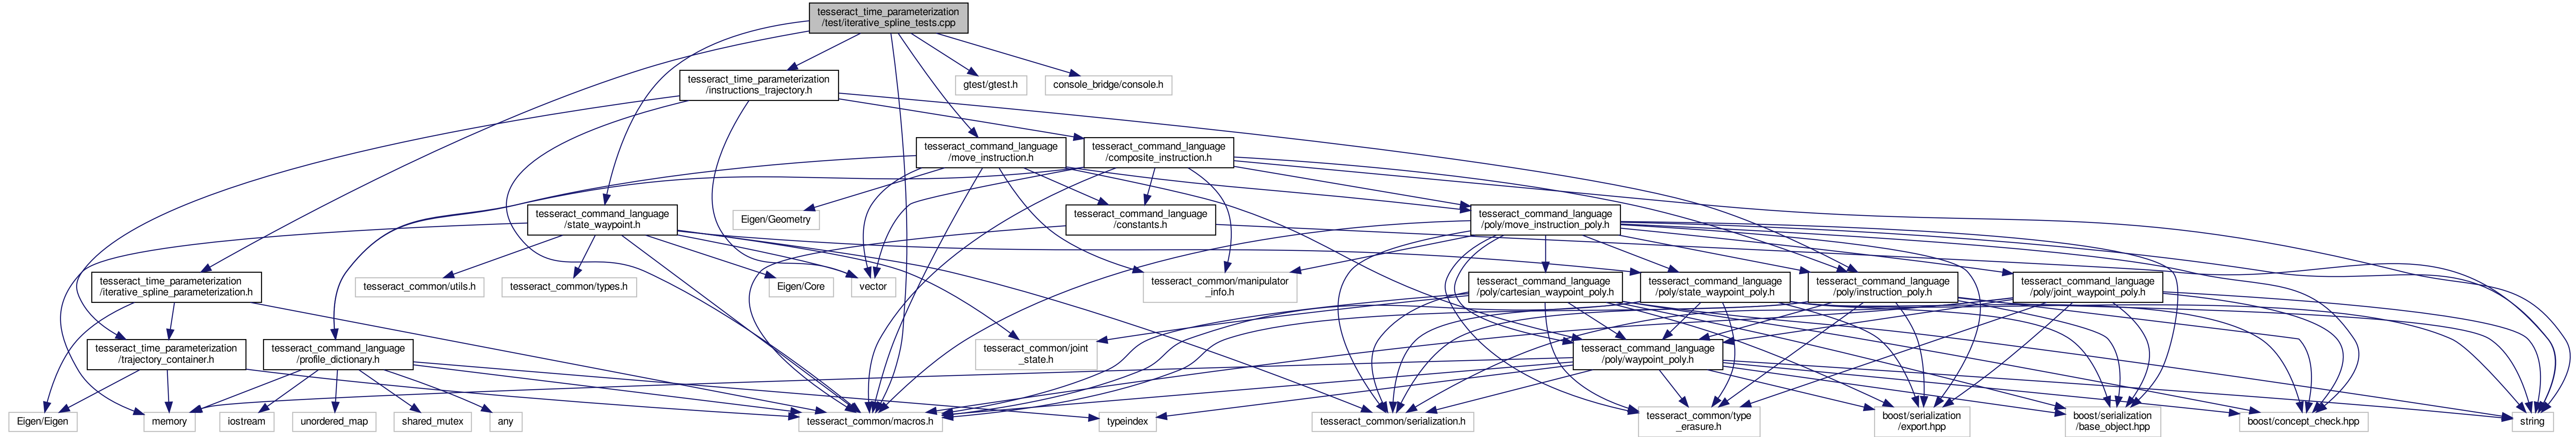 tesseract_time_parameterization
/test/iterative_spline_tests.cpp
tesseract_time_parameterization
/instructions_trajectory.h
gtest/gtest.h
console_bridge/console.h
tesseract_command_language
/move_instruction.h
tesseract_command_language
/composite_instruction.h
tesseract_command_language
/state_waypoint.h
Eigen/Geometry
tesseract_command_language
/constants.h
tesseract_command_language
/poly/move_instruction_poly.h
tesseract_time_parameterization
/iterative_spline_parameterization.h
tesseract_common/utils.h
tesseract_common/types.h
Eigen/Core
vector
tesseract_common/manipulator
_info.h
tesseract_command_language
/poly/cartesian_waypoint_poly.h
tesseract_command_language
/poly/state_waypoint_poly.h
tesseract_command_language
/poly/instruction_poly.h
tesseract_command_language
/poly/joint_waypoint_poly.h
tesseract_time_parameterization
/trajectory_container.h
tesseract_command_language
/profile_dictionary.h
tesseract_common/joint
_state.h
tesseract_command_language
/poly/waypoint_poly.h
Eigen/Eigen
memory
iostream
unordered_map
shared_mutex
any
tesseract_common/macros.h
typeindex
tesseract_common/serialization.h
tesseract_common/type
_erasure.h
boost/serialization
/export.hpp
boost/serialization
/base_object.hpp
boost/concept_check.hpp
string